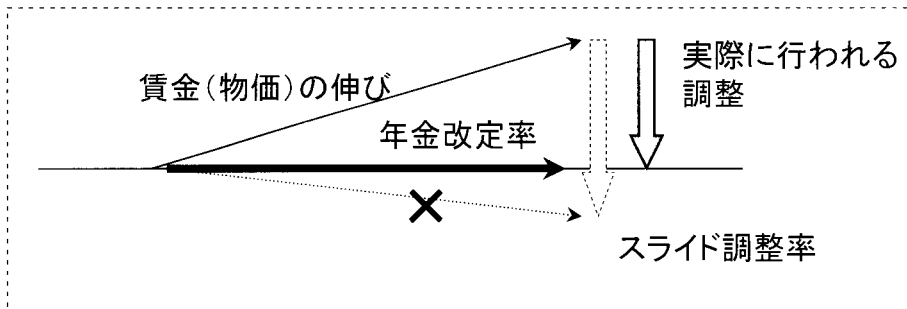 実際に行われる
調整
賃金(物価)の伸び
年金改定率
スライド調整率